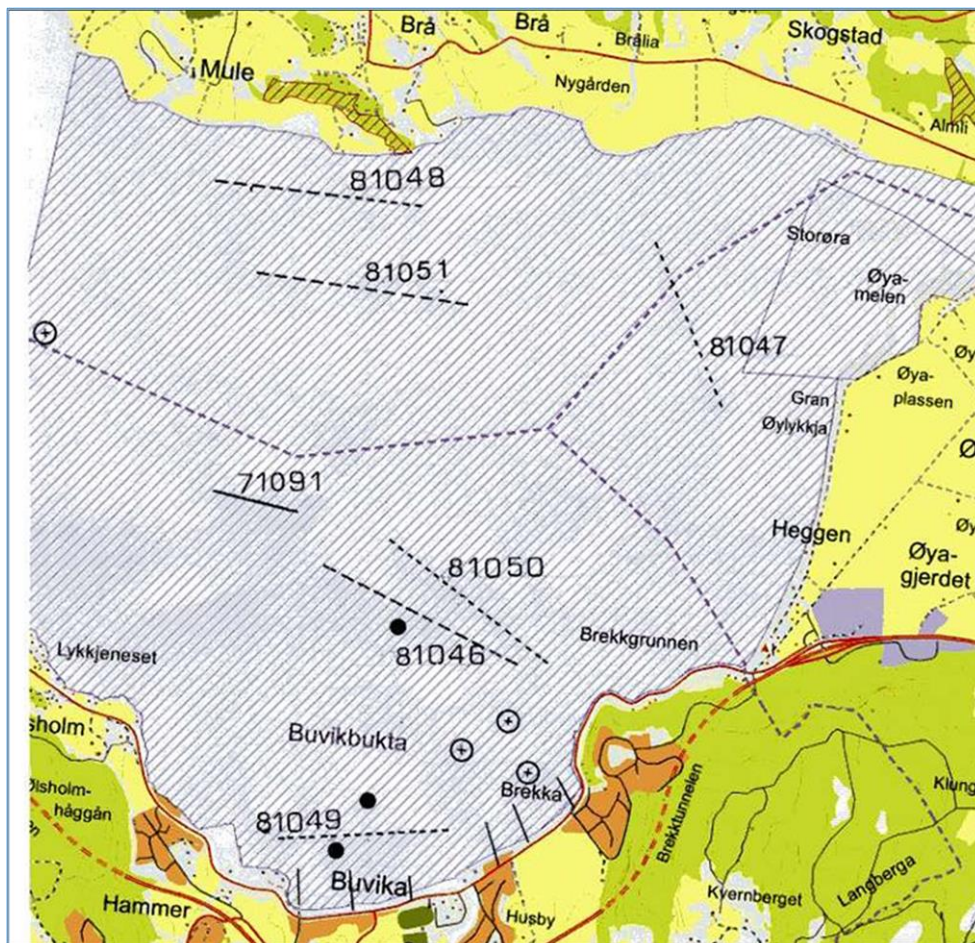 Brå
Brå
Brålia
Skogstad
Mule
Nygården
Almli
81048
Storøra
81051
Øya-
melen
81047
Øya-
plassen
Gran
Øylykkja
71091
Heggen
81050
Øya-
gjerdet
Brekkgrunnen
Lykkjeneset
81046
sholm
Buvikbukta
Ølsholm-
håggån
Brekka
81049
Brekktunnelen
Klung
Buvika
Langberga
Kvernberget
Hammer
Husby